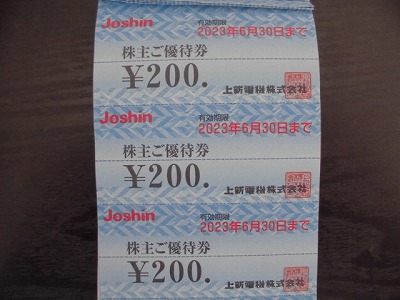 Joshin
有効期限
2023年6月30日まで
株主ご優待券
¥200.
上新電機株式会社
Joshin
有効期限
2023年6月30日まで
株主ご優待券
¥200.
上新電機株式会社
Joshin
有効期限
2023年6月30日まで
株主ご優待券
¥200.
上新電機株式会社